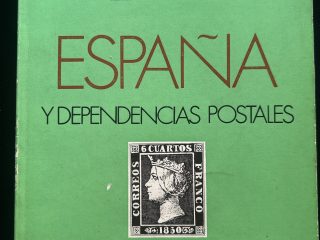 ESPAÑA
Y DEPENDENCIAS POSTALES
6 CUARTOS
CORREOS
FRANCO
1850